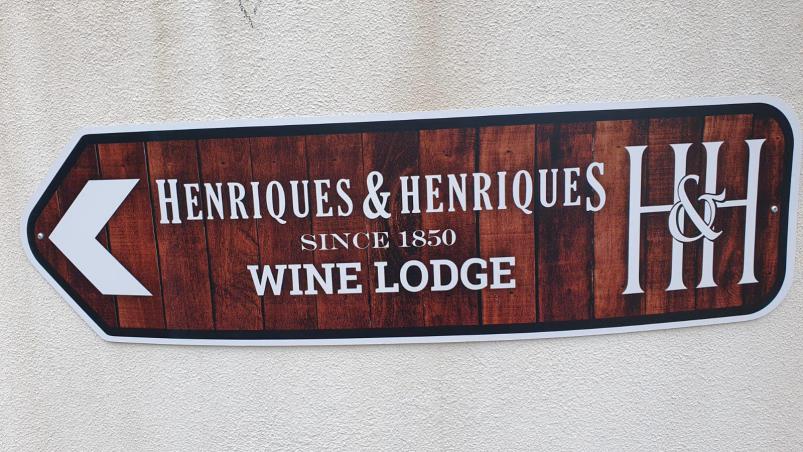 HENRIQUES & HENRIQUES
SINCE 1850
WINE LODGE
H&H